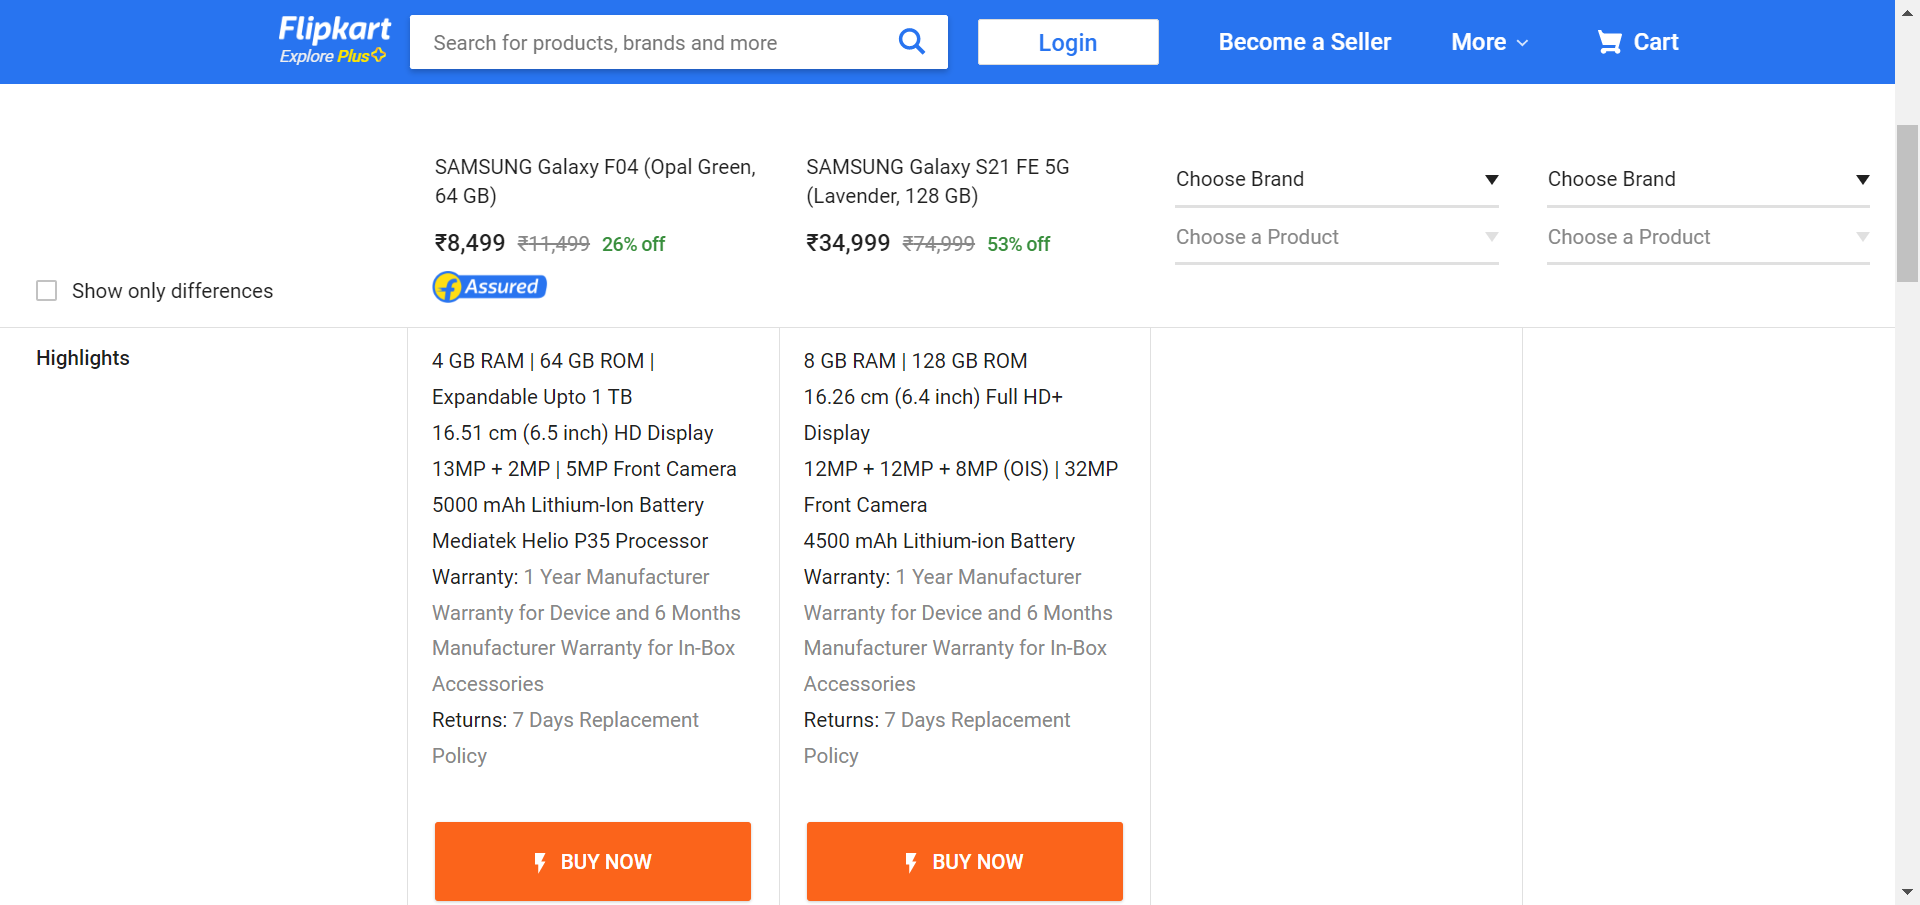 Flipkart
Explore Plus
Search for products, brands and more
Login
Become a Seller
More
Cart
SAMSUNG Galaxy F04 (Opal Green,
64 GB)
₹8,499 ₹11,499 26% off
Assured
SAMSUNG Galaxy S21 FE 5G
(Lavender, 128 GB)
₹34,999 ₹74,999 53% off
Choose Brand
Choose a Product
Choose Brand
Choose a Product
Show only differences
Highlights
4 GB RAM | 64 GB ROM |
Expandable Upto 1 TB
16.51 cm (6.5 inch) HD Display
13MP + 2MP | 5MP Front Camera
5000 mAh Lithium-Ion Battery
Mediatek Helio P35 Processor
Warranty: 1 Year Manufacturer
Warranty for Device and 6 Months
Manufacturer Warranty for In-Box
Accessories
Returns: 7 Days Replacement
Policy
BUY NOW
8 GB RAM | 128 GB ROM
16.26 cm (6.4 inch) Full HD+
Display
12MP + 12MP + 8MP (OIS) | 32MP
Front Camera
4500 mAh Lithium-ion Battery
Warranty: 1 Year Manufacturer
Warranty for Device and 6 Months
Manufacturer Warranty for In-Box
Accessories
Returns: 7 Days Replacement
Policy
BUY NOW